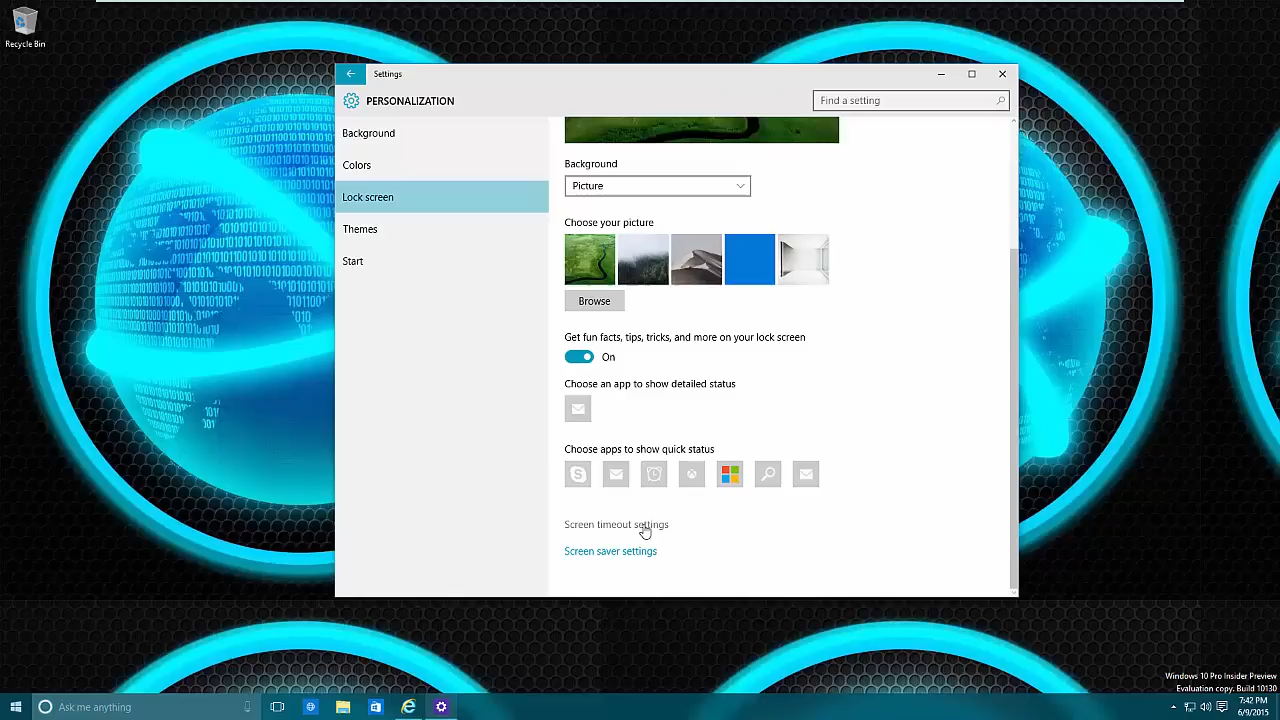 Recycle Bin
Settings
PERSONALIZATION
Find a setting
Background
Colors
Lock screen
Themes
Start
Background
Picture
Choose your picture
Browse
Get fun facts, tips, tricks, and more on your lock screen
On
Choose an app to show detailed status
Choose apps to show quick status
Screen timeout settings
Screen saver settings
Windows 10 Pro Insider Preview
Evaluation copy. Build 10130
Ask me anything
7:42 PM
6/9/2015